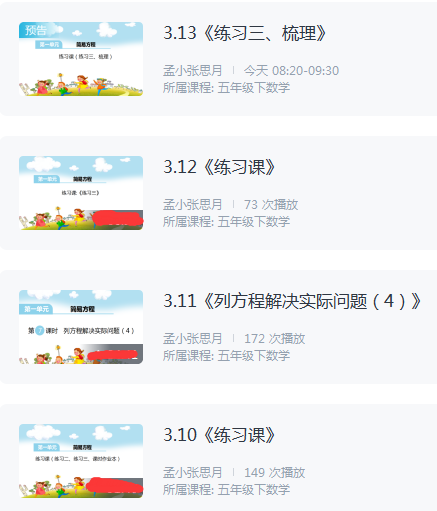 预告
第一单元 简易方程
练习课（练习三、梳理）
3.13《练习三、梳理》
孟小张思月 | 今天 08:20-09:30
所属课程: 五年级下数学
第一单元 简易方程
练习课《练习三》
3.12《练习课》
孟小张思月 | 73 次播放
所属课程: 五年级下数学
第一单元 简易方程
课时 列方程解决实际问题（4）
3.11《列方程解决实际问题（4）》
孟小张思月 | 172 次播放
所属课程: 五年级下数学
第一单元 简易方程
练习课（练习二、练习三、课时作业本）
3.10《练习课》
孟小张思月 | 149 次播放
所属课程: 五年级下数学